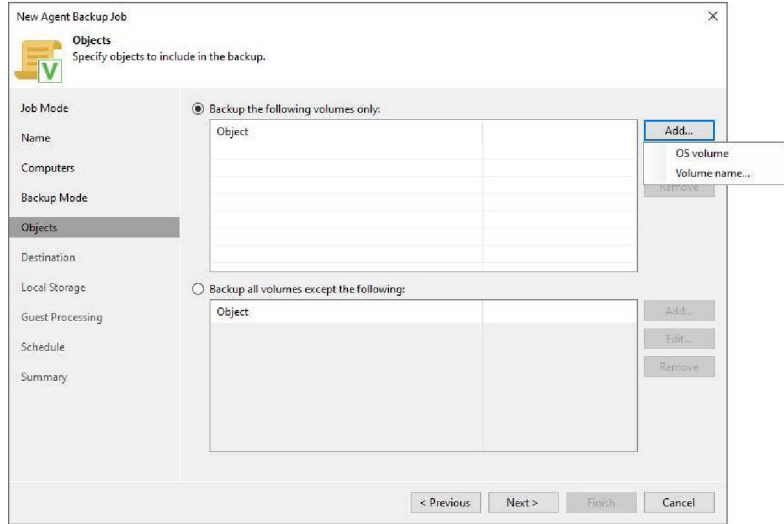 New Agent Backup Job
Objects
Specify objects to include in the backup.
V
Job Mode
Name
Computers
Backup Mode
Objects
Destination
Local Storage
Guest Processing
Schedule
Summary
Backup the following volumes only:
Object
Add...
OS volume
Volume name...
Remove
Backup all volumes except the following:
Object
Add...
Edit...
Remove
< Previous
Next >
Finish
Cancel